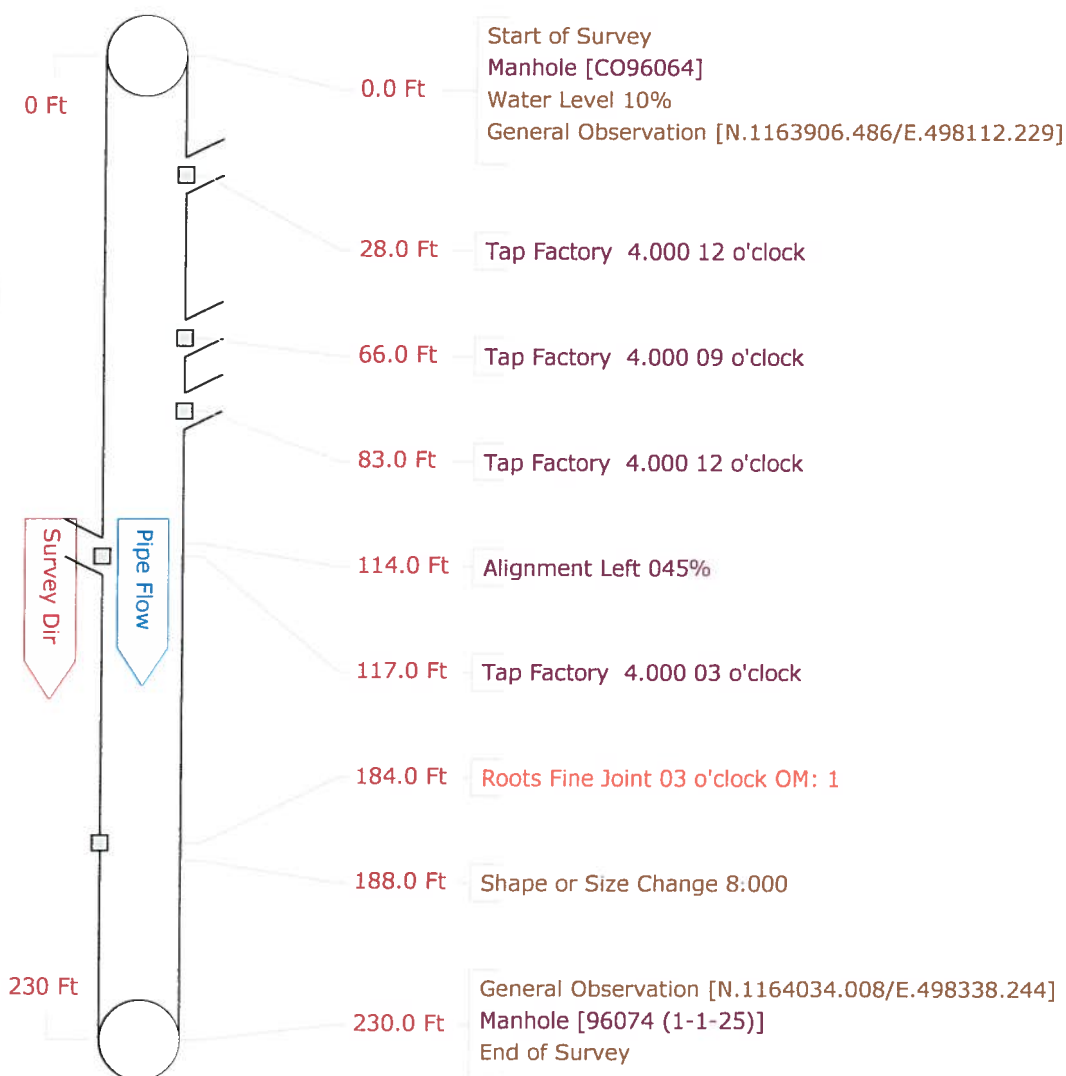 0 Ft
0.0 Ft
Start of Survey
Manhole [CO96064]
Water Level 10%
General Observation [N.1163906.486/E.498112.229]
28.0 Ft
Tap Factory 4.000 12 o'clock
66.0 Ft
Tap Factory 4.000 09 o'clock
83.0 Ft
Tap Factory 4.000 12 o'clock
Survey Dir
Pipe Flow
114.0 Ft
Alignment Left 045%
117.0 Ft
Tap Factory 4.000 03 o'clock
184.0 Ft
Roots Fine Joint 03 o'clock OM: 1
188.0 Ft
Shape or Size Change 8.000
230 Ft
230.0 Ft
General Observation [N.1164034.008/E.498338.244]
Manhole [96074 (1-1-25)]
End of Survey